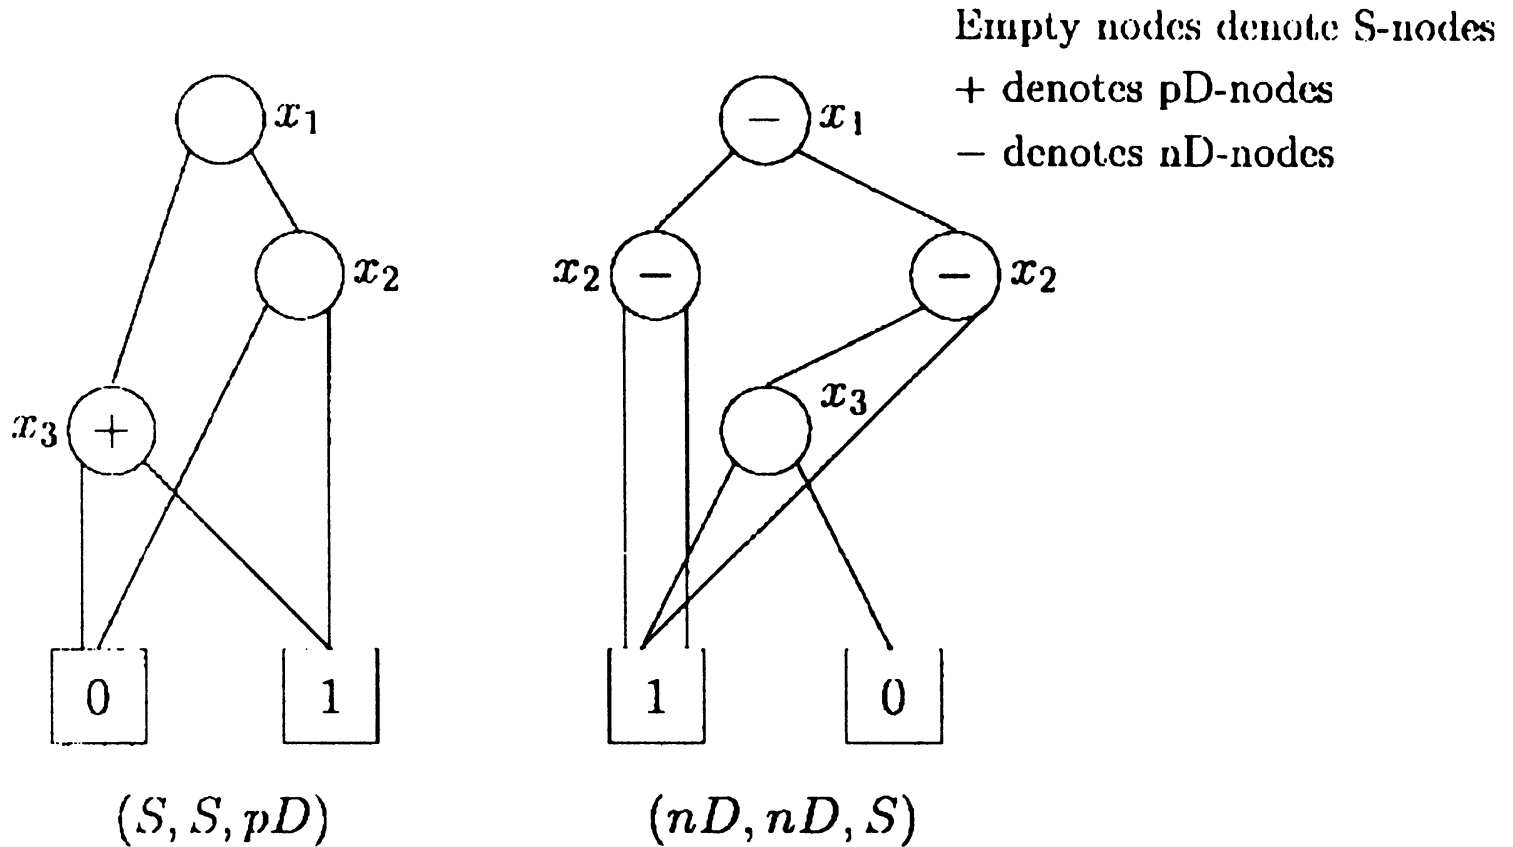 Empty nodes denote S-nodes
+ denotes pD-nodes
− denotes nD-nodes
x1
− x1
x2
x2 −
− x2
x3 +
x3
0
1
1
0
(S, S, pD)
(nD, nD, S)